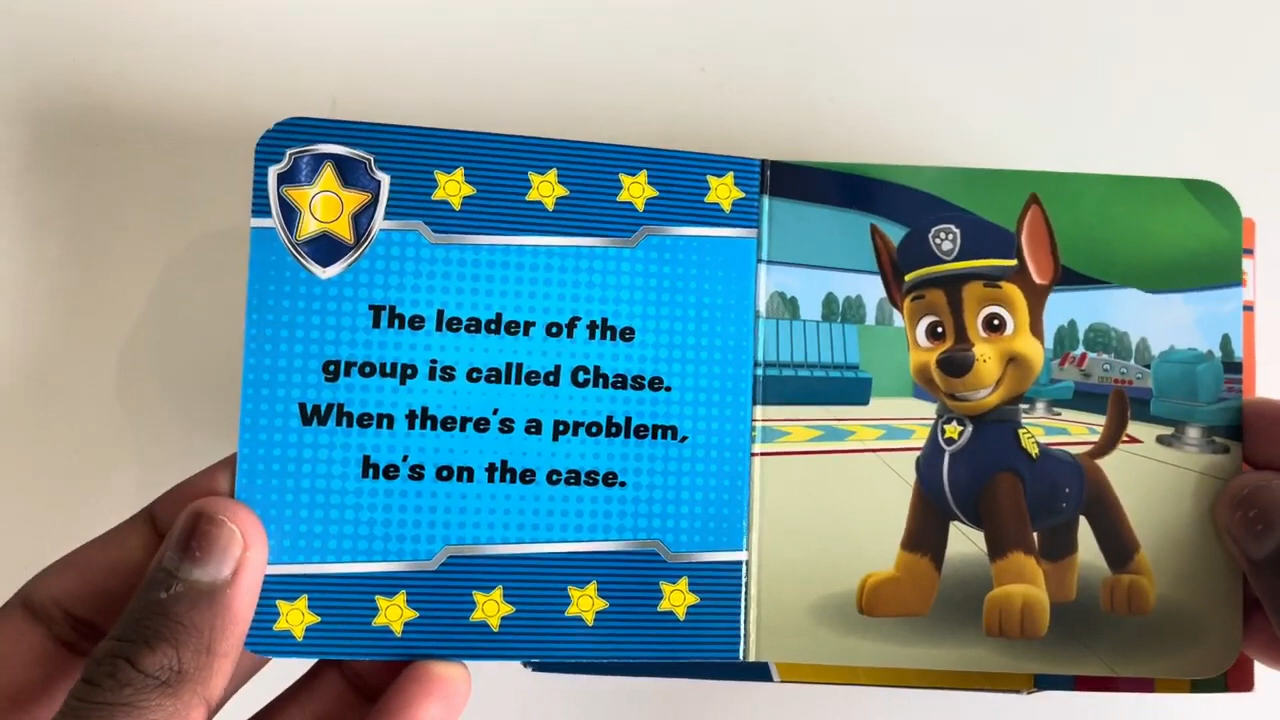 The leader of the
group is called Chase.
When there's a problem,
he's on the case.